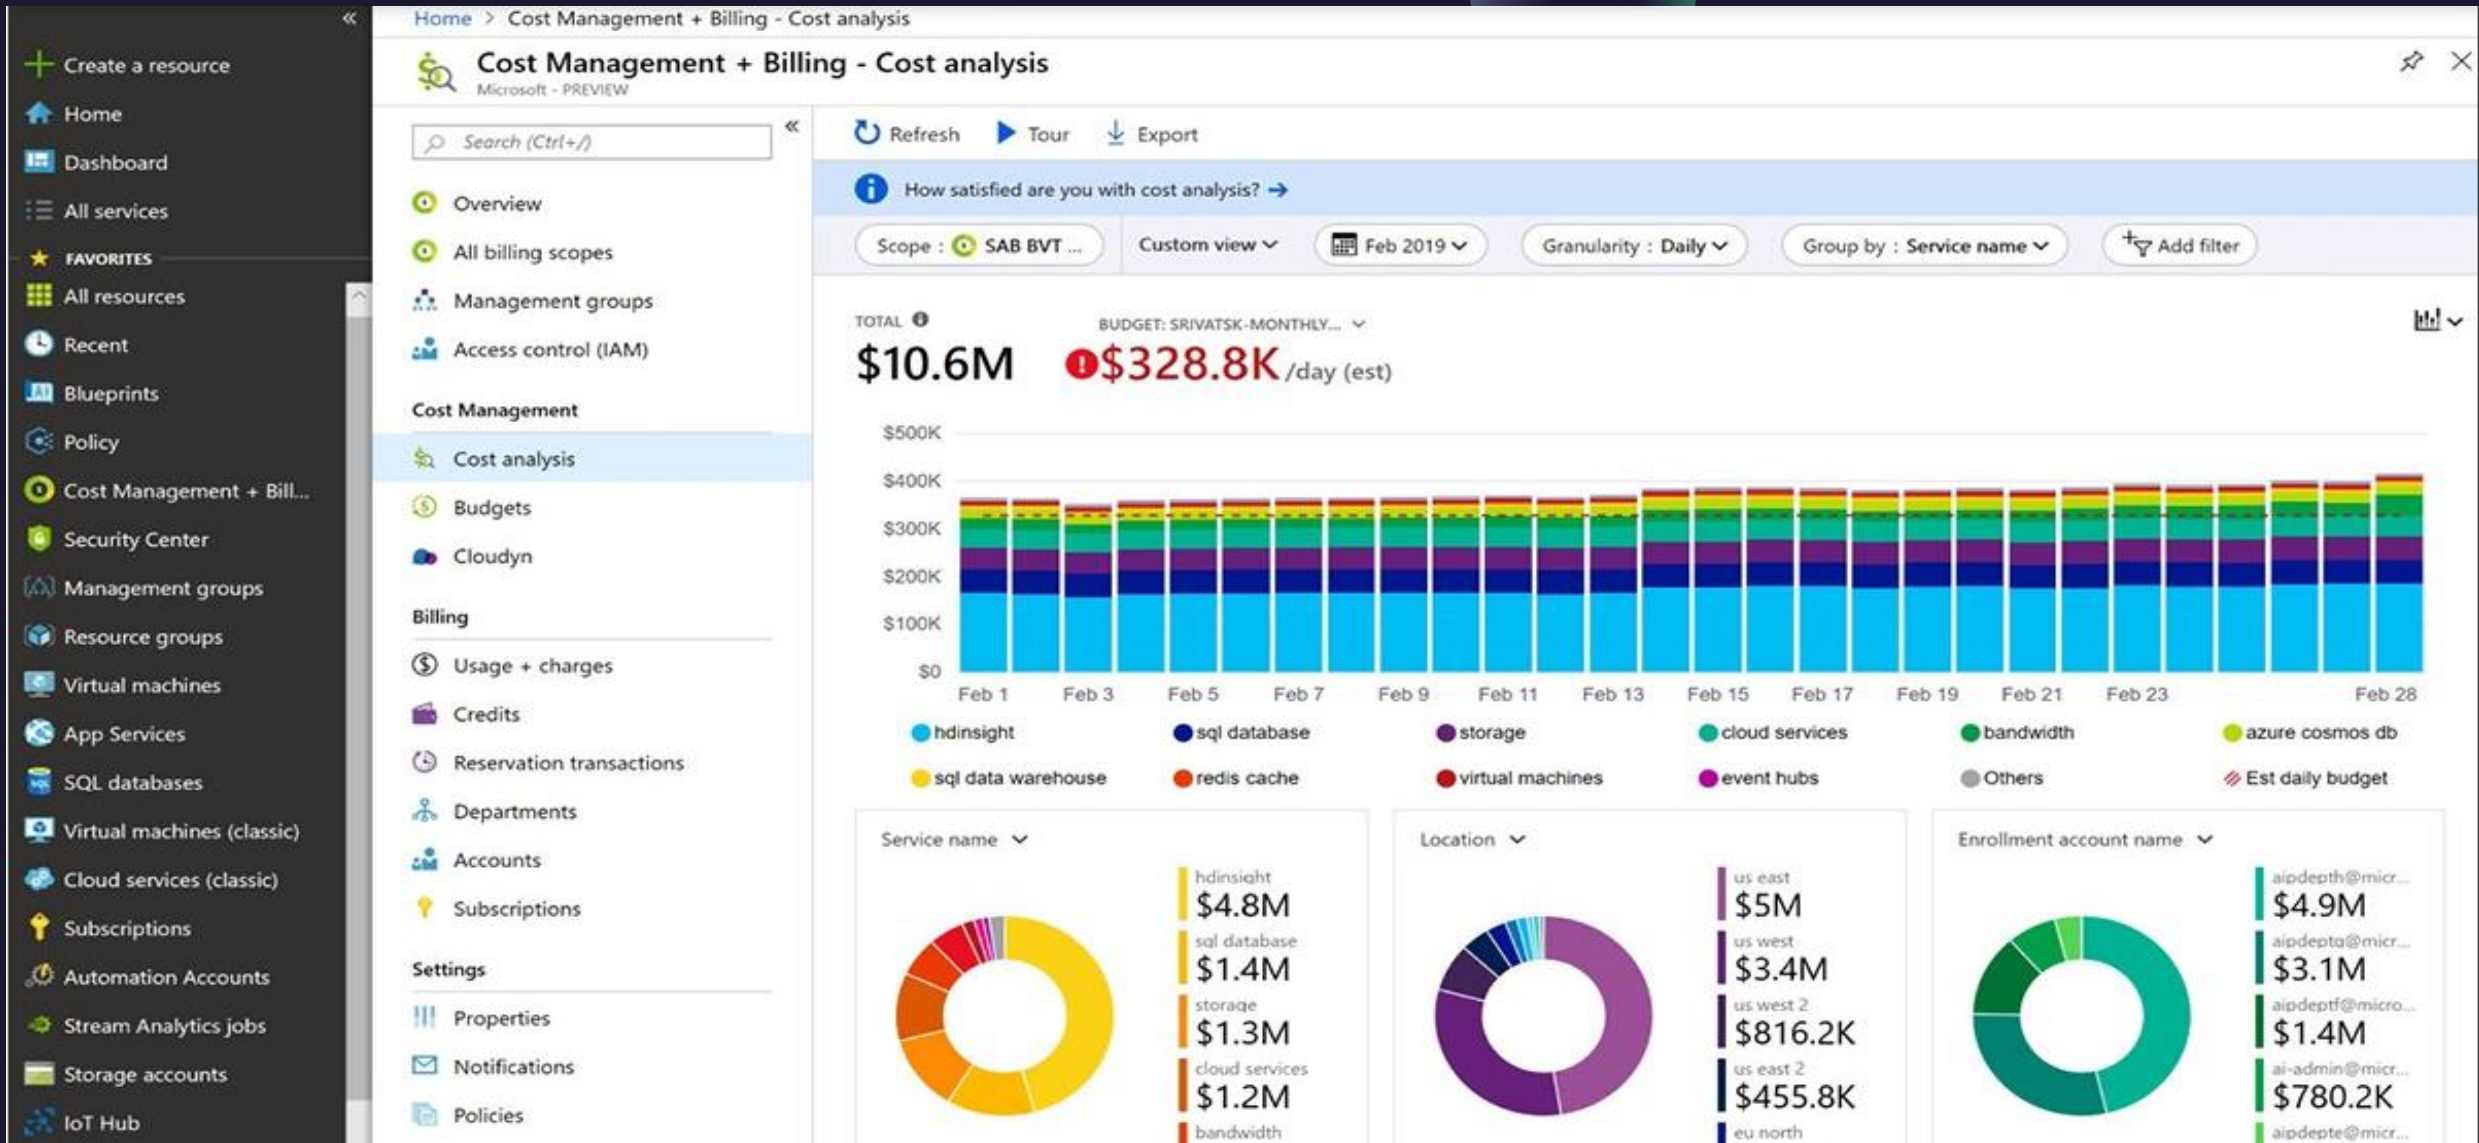 «
Create a resource
Home
Dashboard
All services
FAVORITES
All resources
Recent
Blueprints
Policy
Cost Management + Bill...
Security Center
Management groups
Resource groups
Virtual machines
App Services
SQL databases
Virtual machines (classic)
Cloud services (classic)
Subscriptions
Automation Accounts
Stream Analytics jobs
Storage accounts
IoT Hub
Home > Cost Management + Billing - Cost analysis
Cost Management + Billing - Cost analysis
Microsoft - PREVIEW
Search (Ctrl+/)
«
Overview
All billing scopes
Management groups
Access control (IAM)
Cost Management
Cost analysis
Budgets
Cloudyn
Billing
Usage + charges
Credits
Reservation transactions
Departments
Accounts
Subscriptions
Settings
Properties
Notifications
Policies
Refresh Tour Export
How satisfied are you with cost analysis? →
Scope : SAB BVT ... Custom view Feb 2019 Granularity : Daily Group by : Service name Add filter
TOTAL BUDGET: SRIVATSK-MONTHLY...
$10.6M $328.8K /day (est)
$500K
$400K
$300K
$200K
$100K
$0
Feb 1 Feb 3 Feb 5 Feb 7 Feb 9 Feb 11 Feb 13 Feb 15 Feb 17 Feb 19 Feb 21 Feb 23 Feb 28
hdinsight sql database storage cloud services bandwidth azure cosmos db
sql data warehouse redis cache virtual machines event hubs Others Est daily budget
Service name
hdinsight
$4.8M
sql database
$1.4M
storage
$1.3M
cloud services
$1.2M
bandwidth
Location
us east
$5M
us west
$3.4M
us west 2
$816.2K
us east 2
$455.8K
eu north
Enrollment account name
aipdepth@micr...
$4.9M
aipdeptg@micr...
$3.1M
aipdeptf@micro...
$1.4M
ai-admin@micr...
$780.2K
aipdepte@micr...